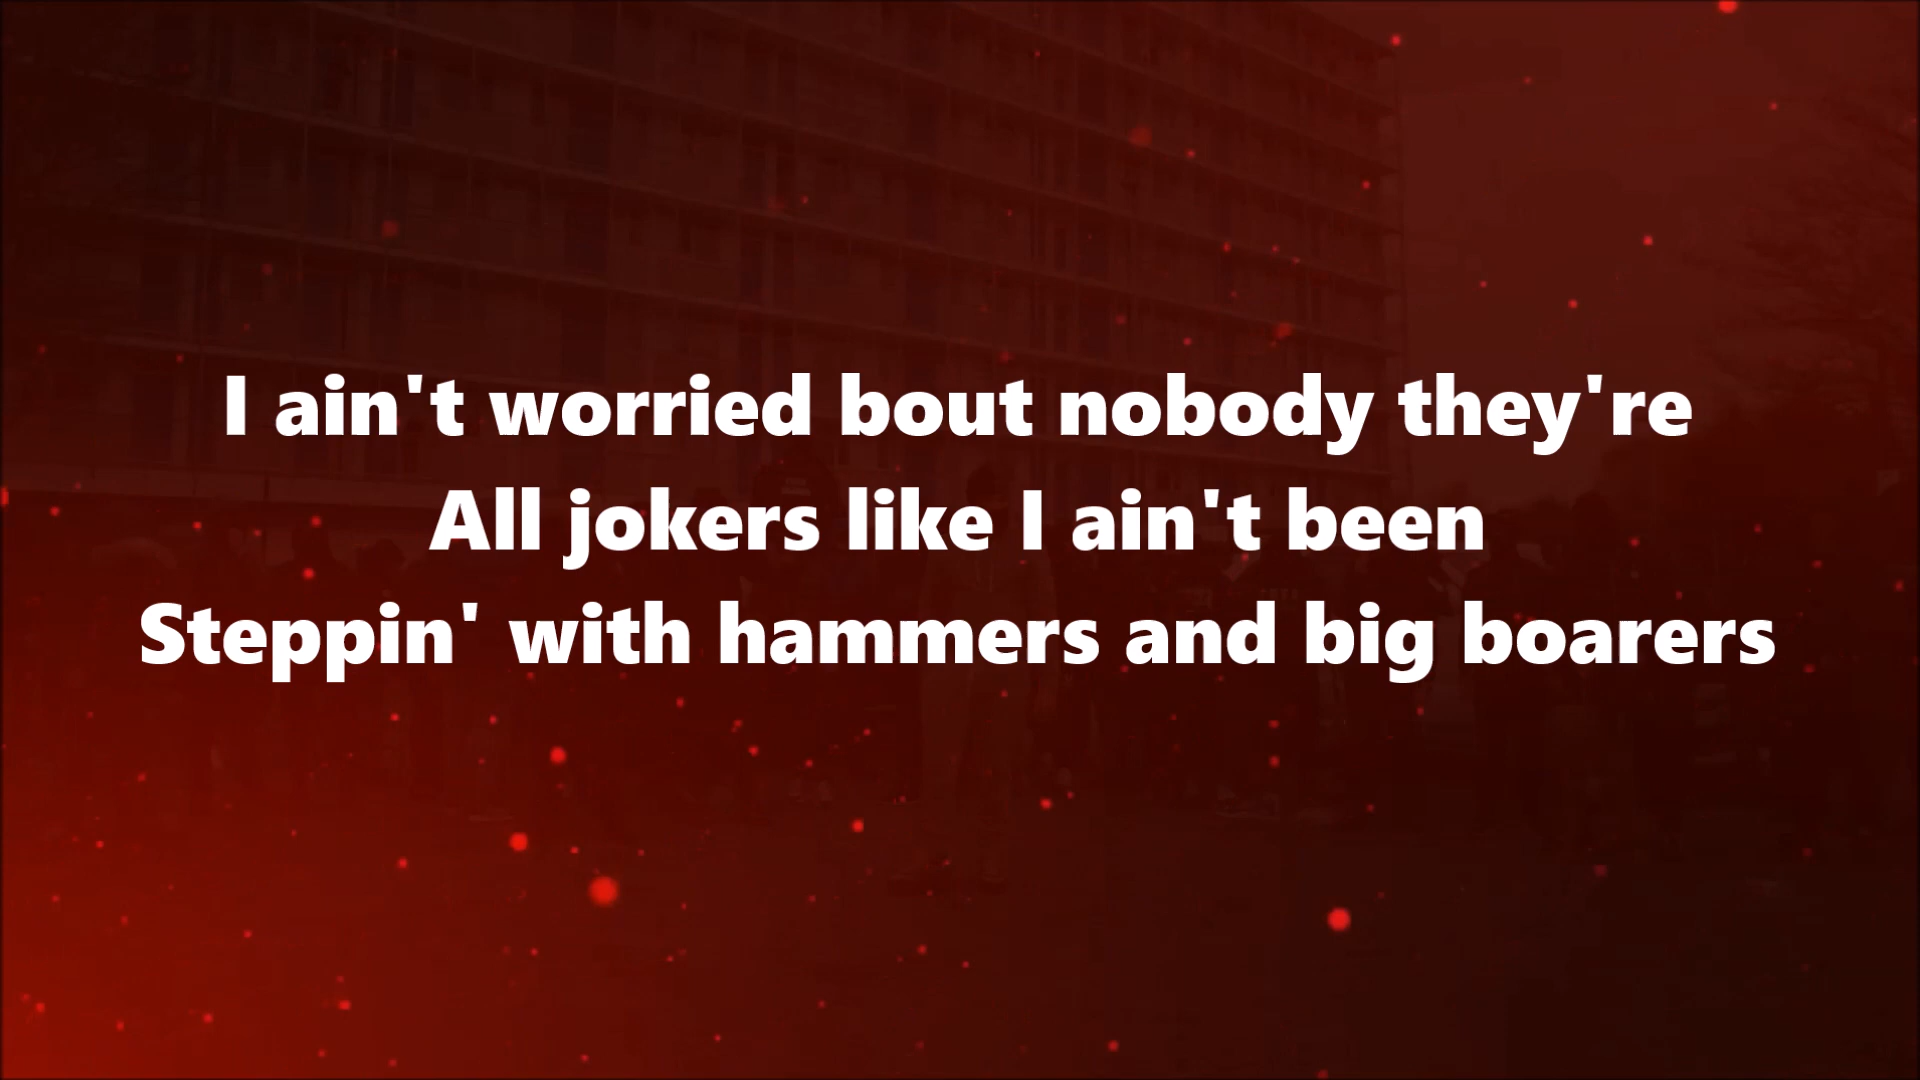 I ain't worried bout nobody they're
All jokers like I ain't been
Steppin' with hammers and big boarers